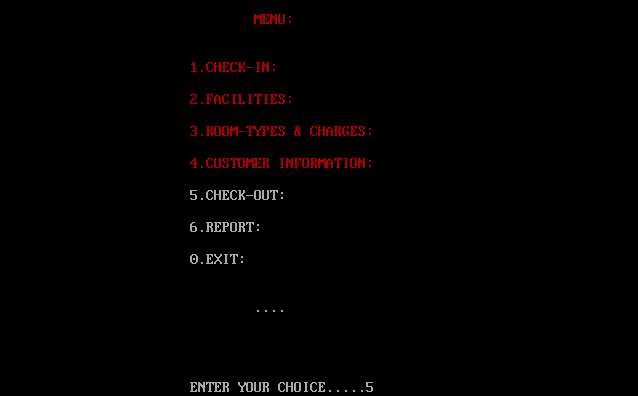 MENU:
1.CHECK-IN:
2.FACILITIES:
3.ROOM-TYPES & CHARGES:
4.CUSTOMER INFORMATION:
5.CHECK-OUT:
6.REPORT:
0.EXIT:
....
ENTER YOUR CHOICE.....5